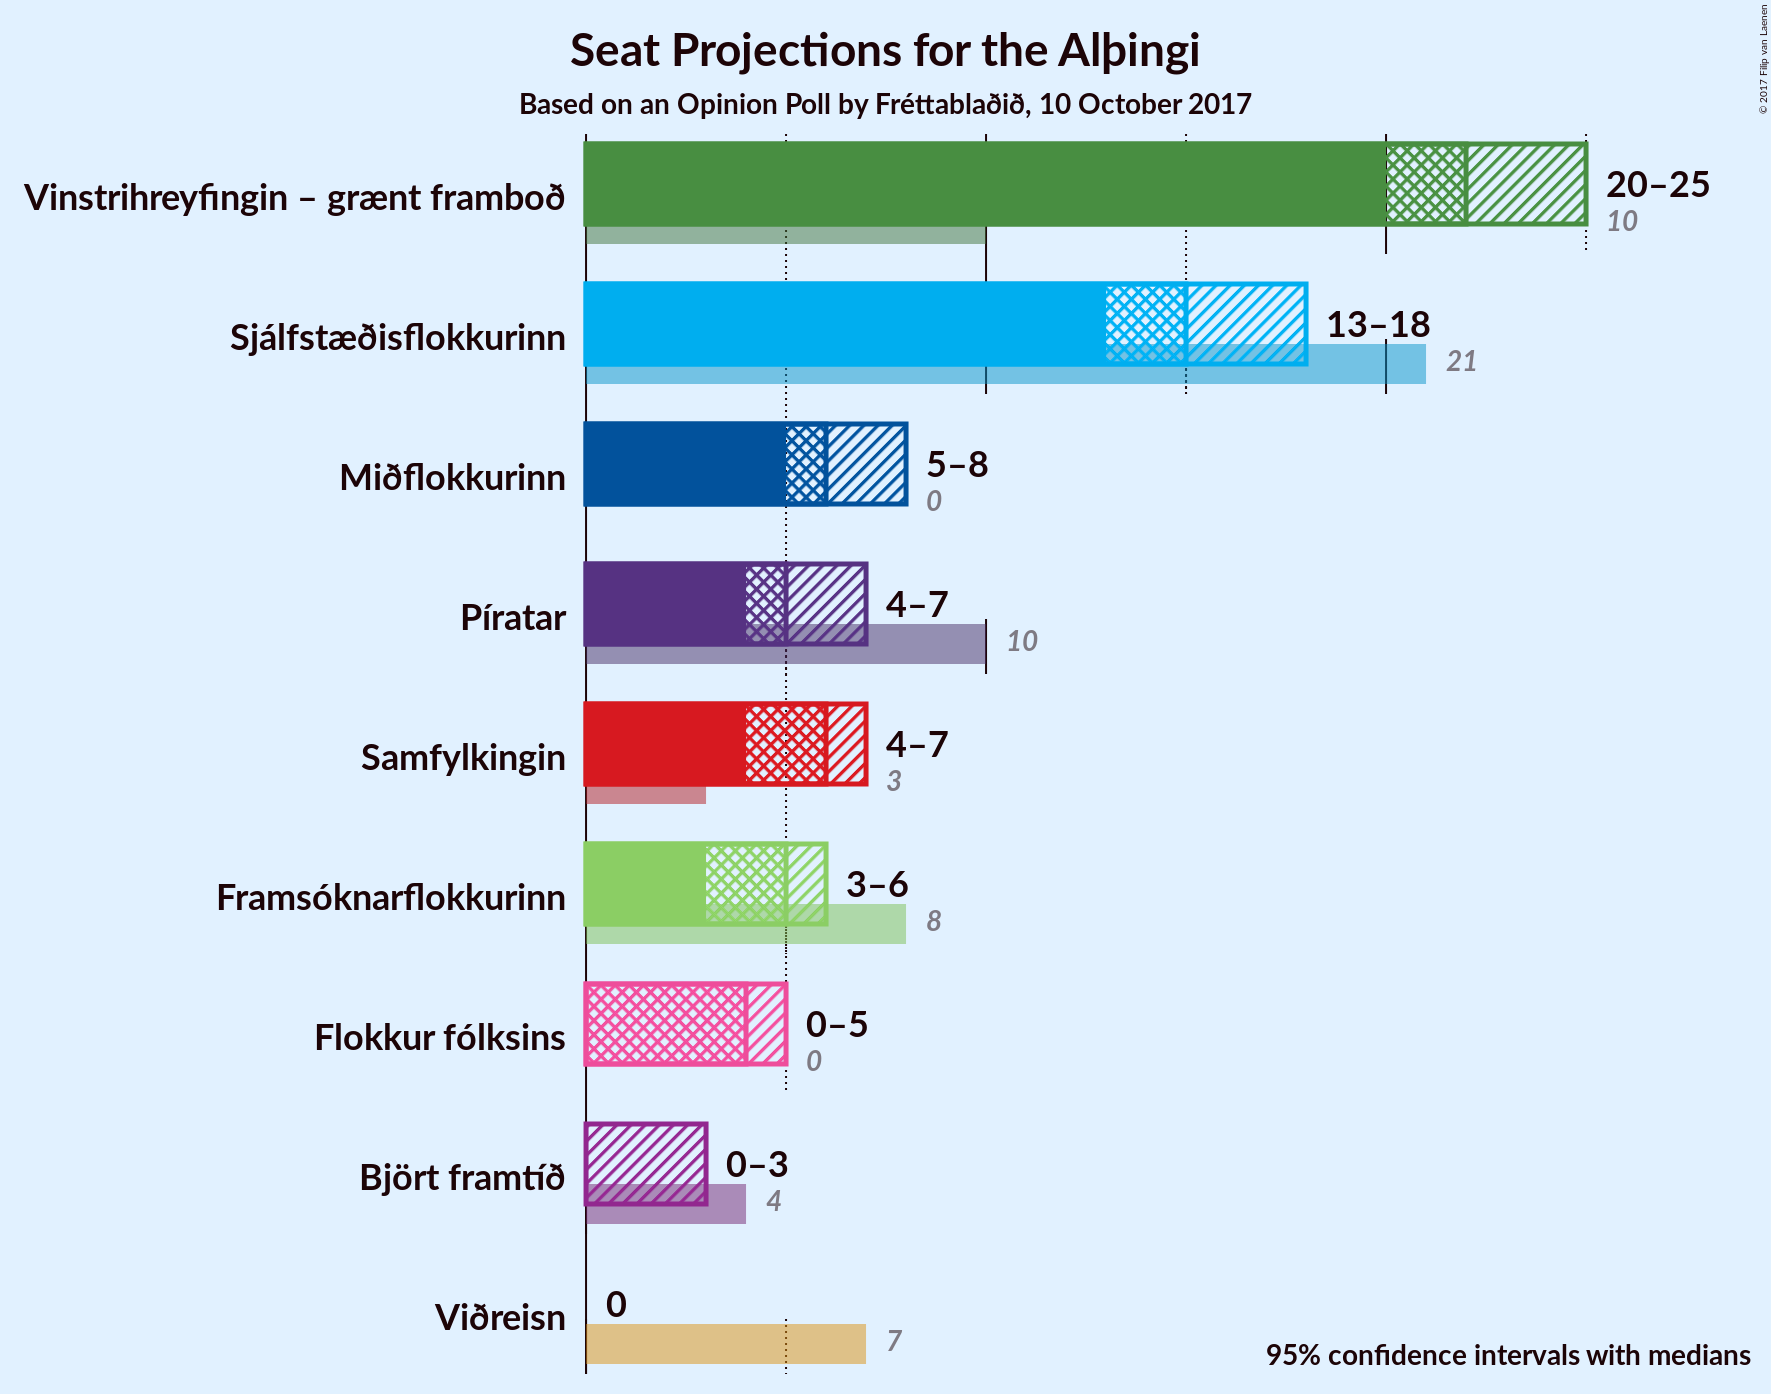 © 2017 Filip van Laenen
Seat Projections for the Alþingi
Based on an Opinion Poll by Fréttablaðið, 10 October 2017
Vinstrihreyfingin – grænt framboð
20–25
10
Sjálfstæðisflokkurinn
13–18
21
Miðflokkurinn
5–8
0
Píratar
4–7
10
Samfylkingin
4–7
3
Framsóknarflokkurinn
3–6
8
Flokkur fólksins
0–5
0
Björt framtíð
0–3
4
Viðreisn
0
7
95% confidence intervals with medians